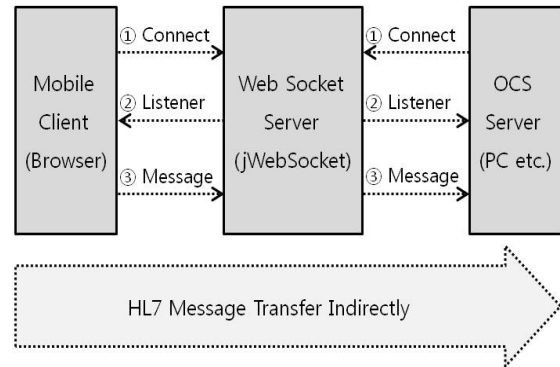 ① Connect
① Connect
Mobile
Client
(Browser)
② Listener
Web Socket
Server
(jWebSocket)
② Listener
OCS
Server
(PC etc.)
③ Message
③ Message
HL7 Message Transfer Indirectly